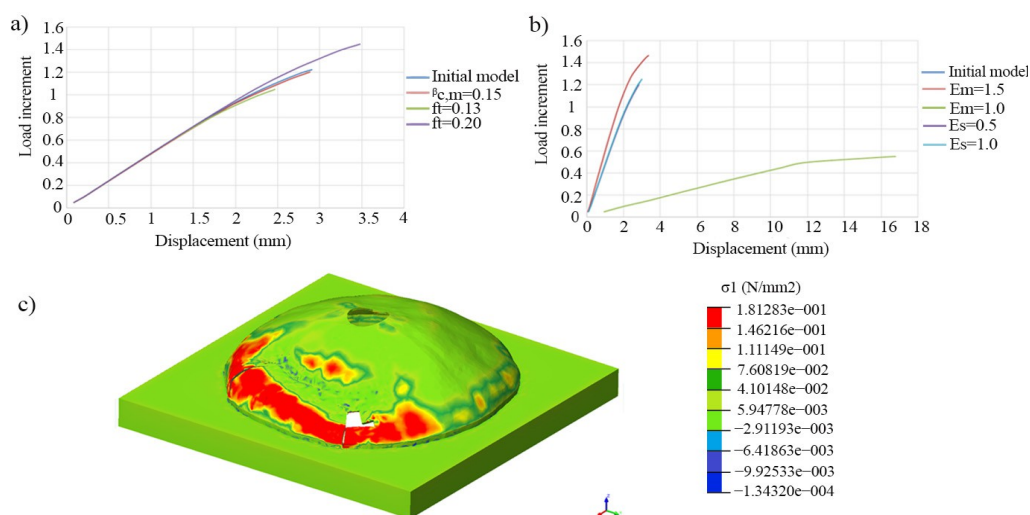 a)
Load increment
1.6
1.4
1.2
1.0
0.8
0.6
0.4
0.2
0
0 0.5 1 1.5 2 2.5 3 3.5 4
Displacement (mm)
Initial model
βc,m=0.15
ft=0.13
ft=0.20
b)
Load increment
1.6
1.4
1.2
1
0.8
0.6
0.4
0.2
0
0 2 4 6 8 10 12 14 16 18
Displacement (mm)
Initial model
Em=1.5
Em=1.0
Es=0.5
Es=1.0
c)
σ1 (N/mm2)
1.81283e−001
1.46216e−001
1.11149e−001
7.60819e−002
4.10148e−002
5.94778e−003
−2.91193e−003
−6.41863e−003
−9.92533e−003
−1.34320e−004